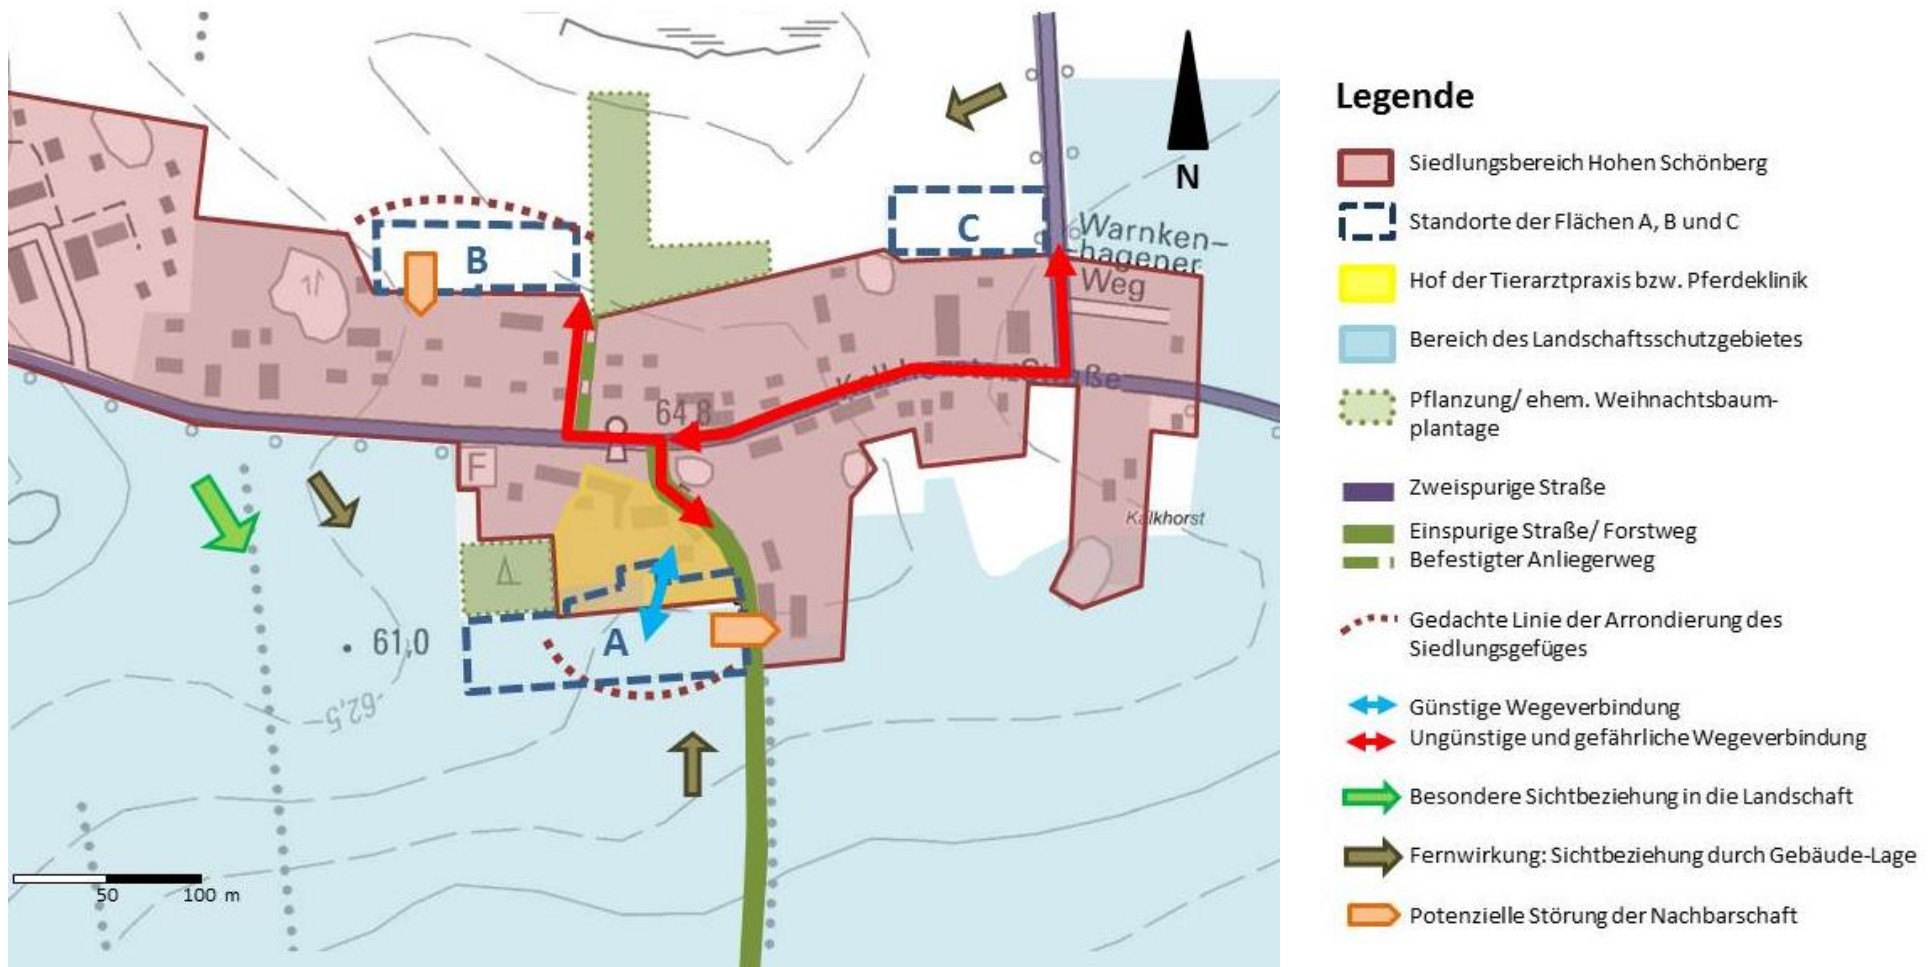 B
C
Warnken-
hagener
Weg
N
64,8
Kalkhorster Straße
F
Kalkhorst
A
61,0
62,5
50
100 m
Legende
Siedlungsbereich Hohen Schönberg
Standorte der Flächen A, B und C
Hof der Tierarztpraxis bzw. Pferdeklinik
Bereich des Landschaftsschutzgebietes
Pflanzung/ ehem. Weihnachtsbaum-
plantage
Zweispurige Straße
Einspurige Straße/ Forstweg
Befestigter Anliegerweg
Gedachte Linie der Arrondierung des
Siedlungsgefüges
Günstige Wegeverbindung
Ungünstige und gefährliche Wegeverbindung
Besondere Sichtbeziehung in die Landschaft
Fernwirkung: Sichtbeziehung durch Gebäude-Lage
Potenzielle Störung der Nachbarschaft